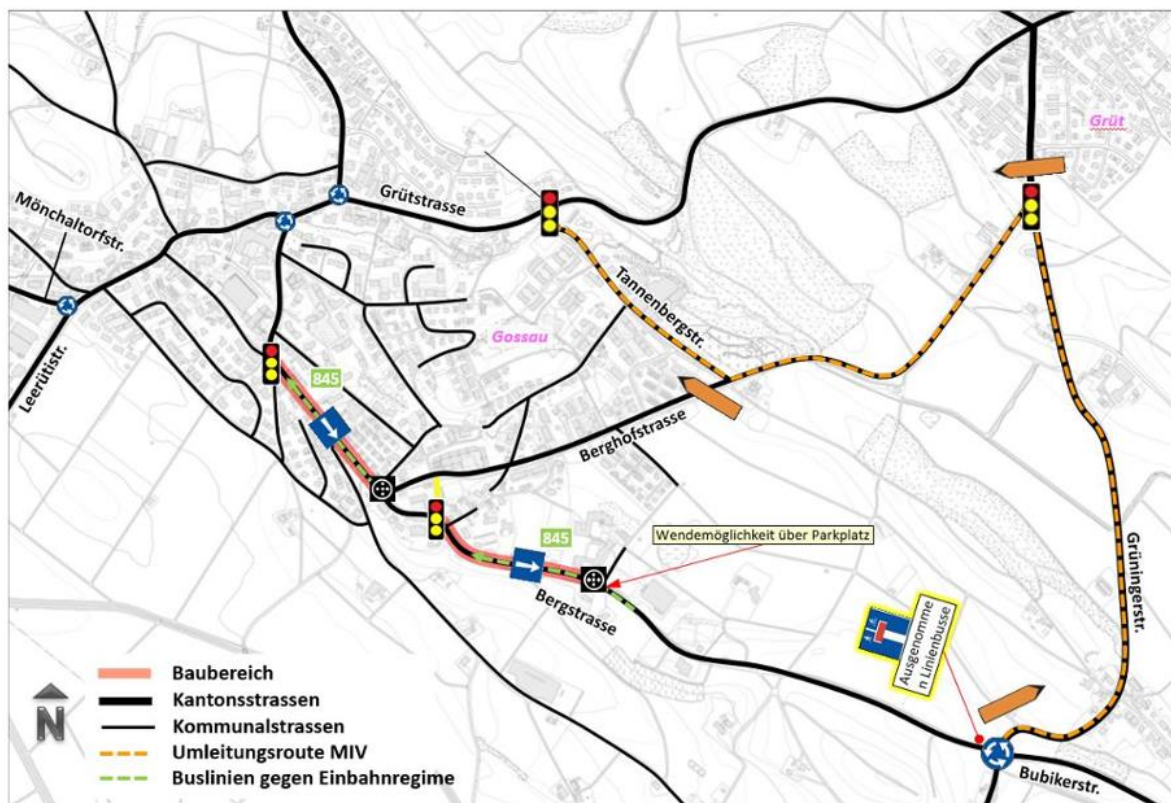 Grüt
Grütstrasse
Mönchaltorfstr.
Tannenbergstr.
Gossau
Leerütistr.
845
Berghofstrasse
845
Wendemöglichkeit über Parkplatz
Grüningerstr.
Bergstrasse
Ausgenomme
n Linienbusse
Bubikerstr.
N
Baubereich
Kantonsstrassen
Kommunalstrassen
Umleitungsroute MIV
Buslinien gegen Einbahnregime